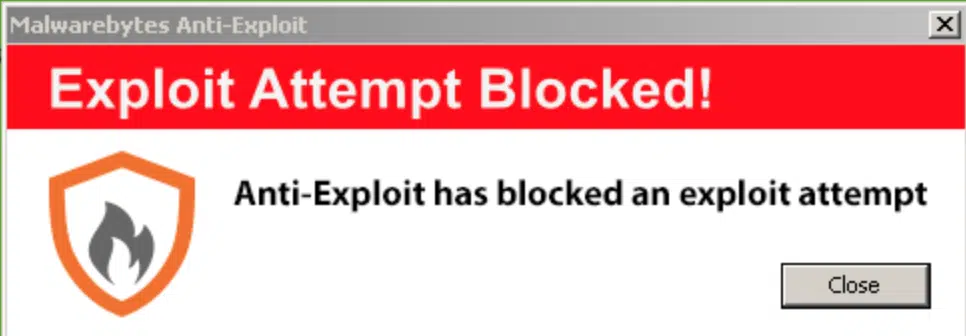 Malwarebytes Anti-Exploit
Exploit Attempt Blocked!
Anti-Exploit has blocked an exploit attempt
Close